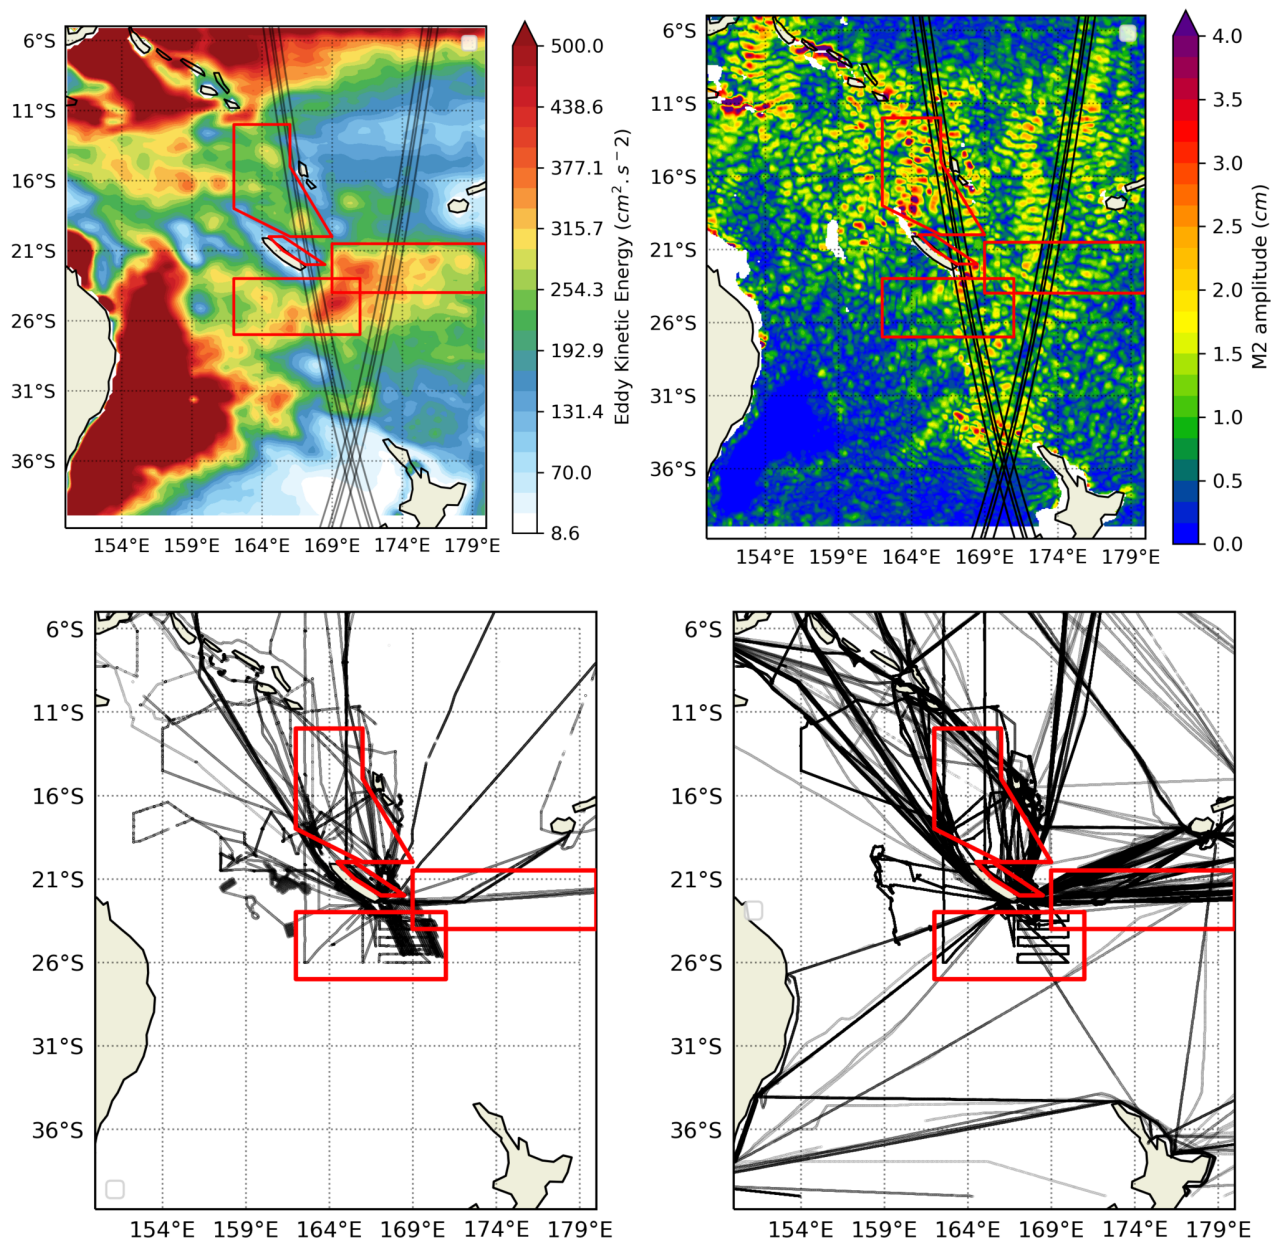 6°S
11°S
16°S
21°S
26°S
31°S
36°S
154°E 159°E 164°E 169°E 174°E 179°E
500.0
438.6
377.1
315.7
254.3
192.9
131.4
70.0
8.6
Eddy Kinetic Energy (cm².s⁻2)
6°S
11°S
16°S
21°S
26°S
31°S
36°S
154°E 159°E 164°E 169°E 174°E 179°E
4.0
3.5
3.0
2.5
2.0
1.5
1.0
0.5
0.0
M2 amplitude (cm)
6°S
11°S
16°S
21°S
26°S
31°S
36°S
154°E 159°E 164°E 169°E 174°E 179°E
6°S
11°S
16°S
21°S
26°S
31°S
36°S
154°E 159°E 164°E 169°E 174°E 179°E